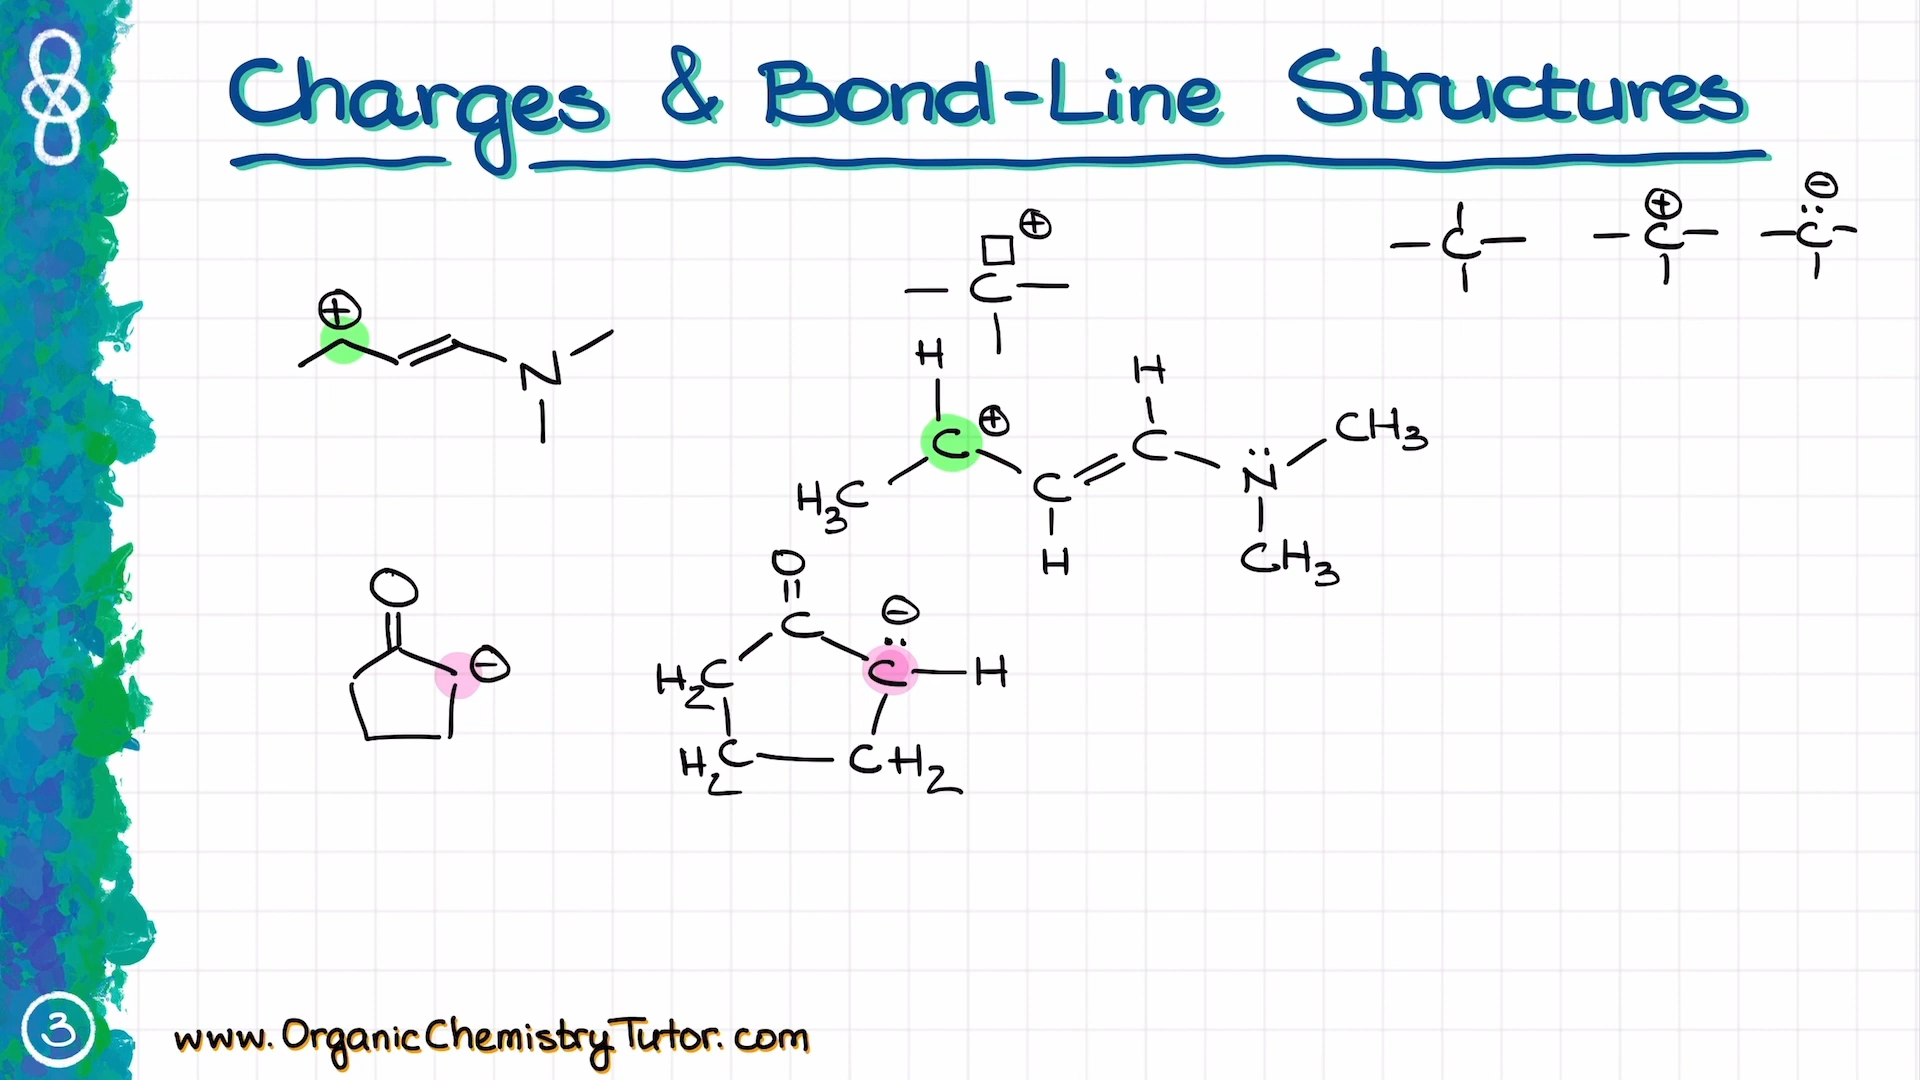 Charges & Bond-Line Structures
⊖
⊕
⊕
C C C
C
⊕
H H
⊕
C C CH3
N
H3C C N̈
H CH3
O
O ⊖
C
⊖
H2C C H
H2C CH2
3
www.OrganicChemistryTutor.com